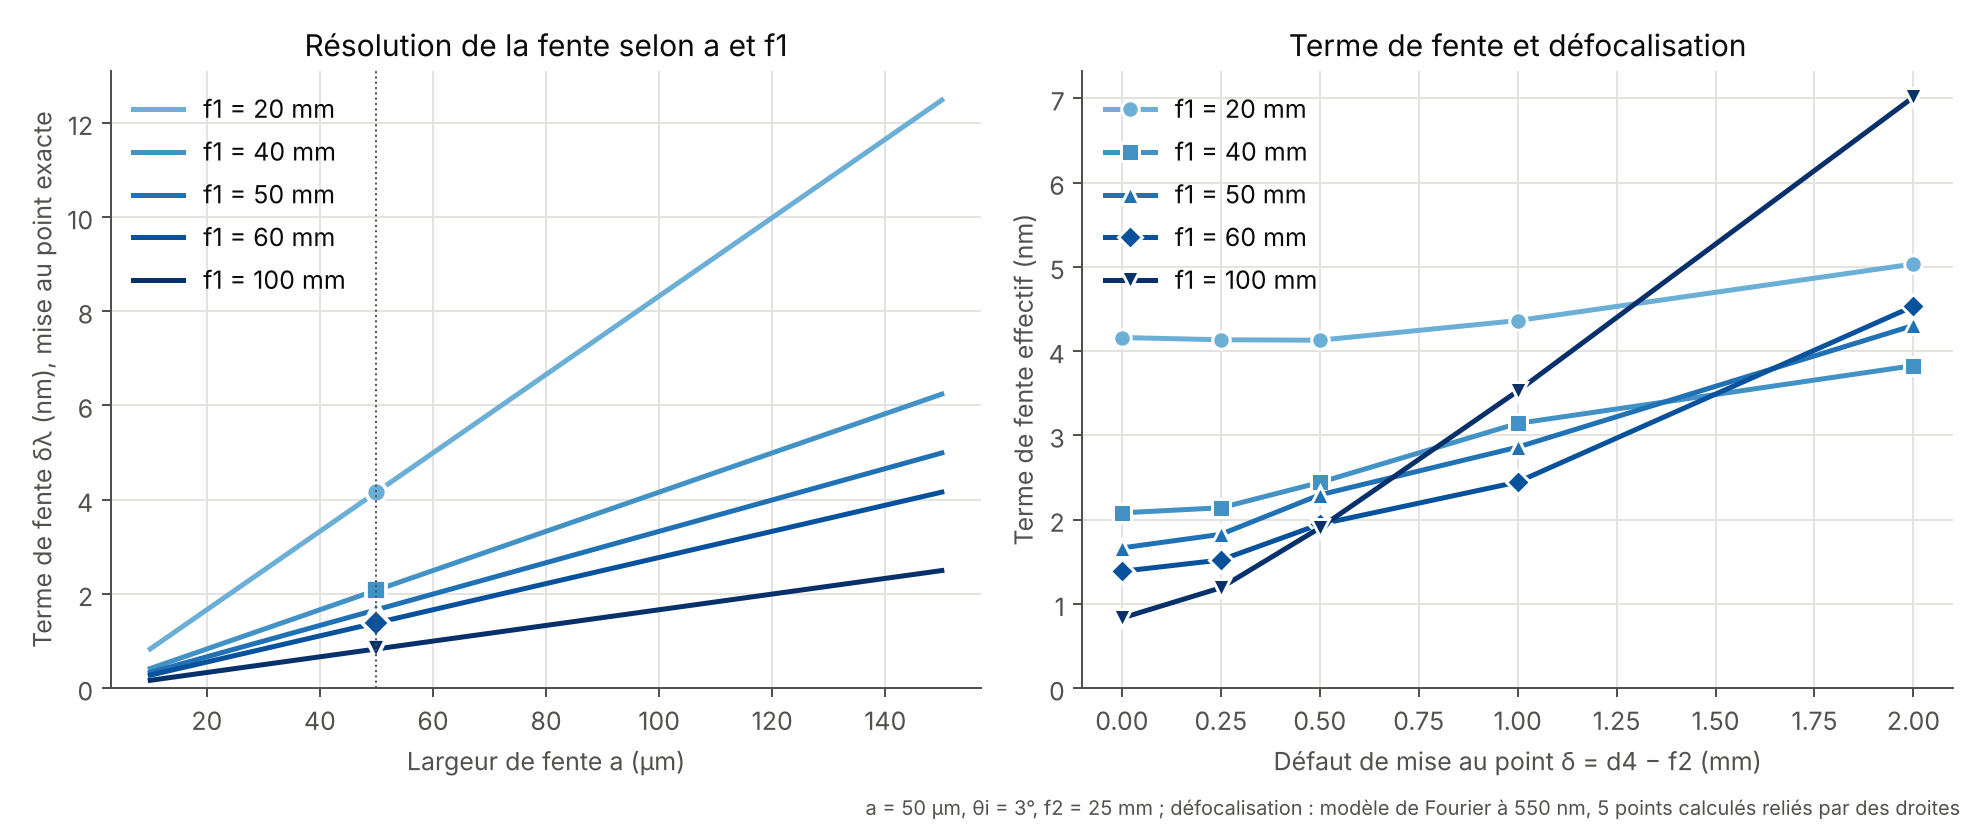 Résolution de la fente selon a et f1
Terme de fente δλ (nm), mise au point exacte
12
10
8
6
4
2
0
f1 = 20 mm
f1 = 40 mm
f1 = 50 mm
f1 = 60 mm
f1 = 100 mm
20 40 60 80 100 120 140
Largeur de fente a (µm)
Terme de fente et défocalisation
Terme de fente effectif (nm)
7
6
5
4
3
2
1
0
f1 = 20 mm
f1 = 40 mm
f1 = 50 mm
f1 = 60 mm
f1 = 100 mm
0.00 0.25 0.50 0.75 1.00 1.25 1.50 1.75 2.00
Défaut de mise au point δ = d4 − f2 (mm)
a = 50 µm, θi = 3°, f2 = 25 mm ; défocalisation : modèle de Fourier à 550 nm, 5 points calculés reliés par des droites